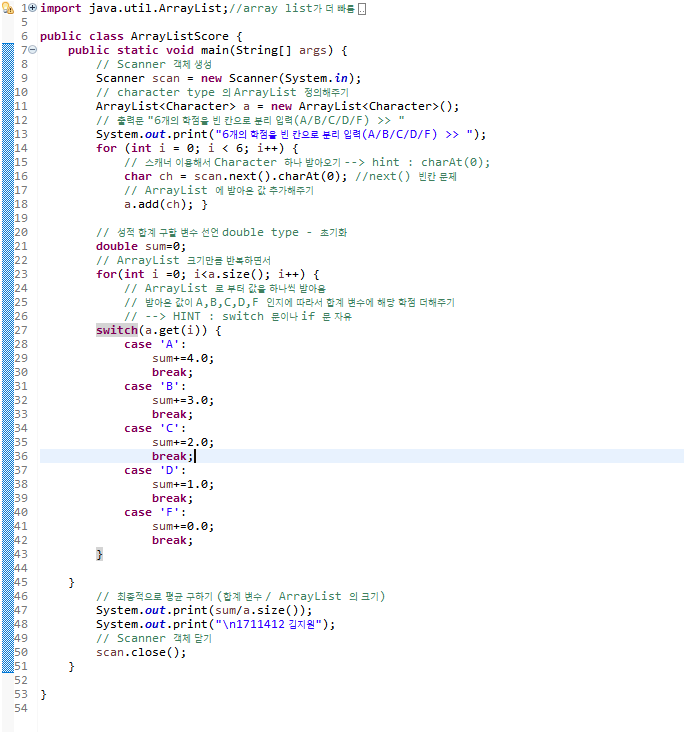 1 import java.util.ArrayList;//array list가 더 빠름
5
6 public class ArrayListScore {
7     public static void main(String[] args) {
8         // Scanner 객체 생성
9         Scanner scan = new Scanner(System.in);
10         // character type 의 ArrayList 정의해주기
11         ArrayList<Character> a = new ArrayList<Character>();
12         // 출력문 "6개의 학점을 빈 칸으로 분리 입력(A/B/C/D/F) >> "
13         System.out.print("6개의 학점을 빈 칸으로 분리 입력(A/B/C/D/F) >> ");
14         for (int i = 0; i < 6; i++) {
15             // 스캐너 이용해서 Character 하나 받아오기 --> hint : charAt(0);
16             char ch = scan.next().charAt(0); //next() 빈칸 문제
17             // ArrayList 에 받아온 값 추가해주기
18             a.add(ch); }
19
20         // 성적 합계 구할 변수 선언 double type - 초기화
21         double sum=0;
22         // ArrayList 크기만큼 반복하면서
23         for(int i =0; i<a.size(); i++) {
24             // ArrayList 로 부터 값을 하나씩 받아옴
25             // 받아온 값이 A,B,C,D,F 인지에 따라서 합계 변수에 해당 학점 더해주기
26             // --> HINT : switch 문이나 if 문 자유
27         switch(a.get(i)) {
28             case 'A':
29                 sum+=4.0;
30                 break;
31             case 'B':
32                 sum+=3.0;
33                 break;
34             case 'C':
35                 sum+=2.0;
36                 break;
37             case 'D':
38                 sum+=1.0;
39                 break;
40             case 'F':
41                 sum+=0.0;
42                 break;
43         }
44
45     }
46         // 최종적으로 평균 구하기 (합계 변수 / ArrayList 의 크기)
47         System.out.print(sum/a.size());
48         System.out.print("\n1711412 김지원");
49         // Scanner 객체 닫기
50         scan.close();
51     }
52
53 }
54